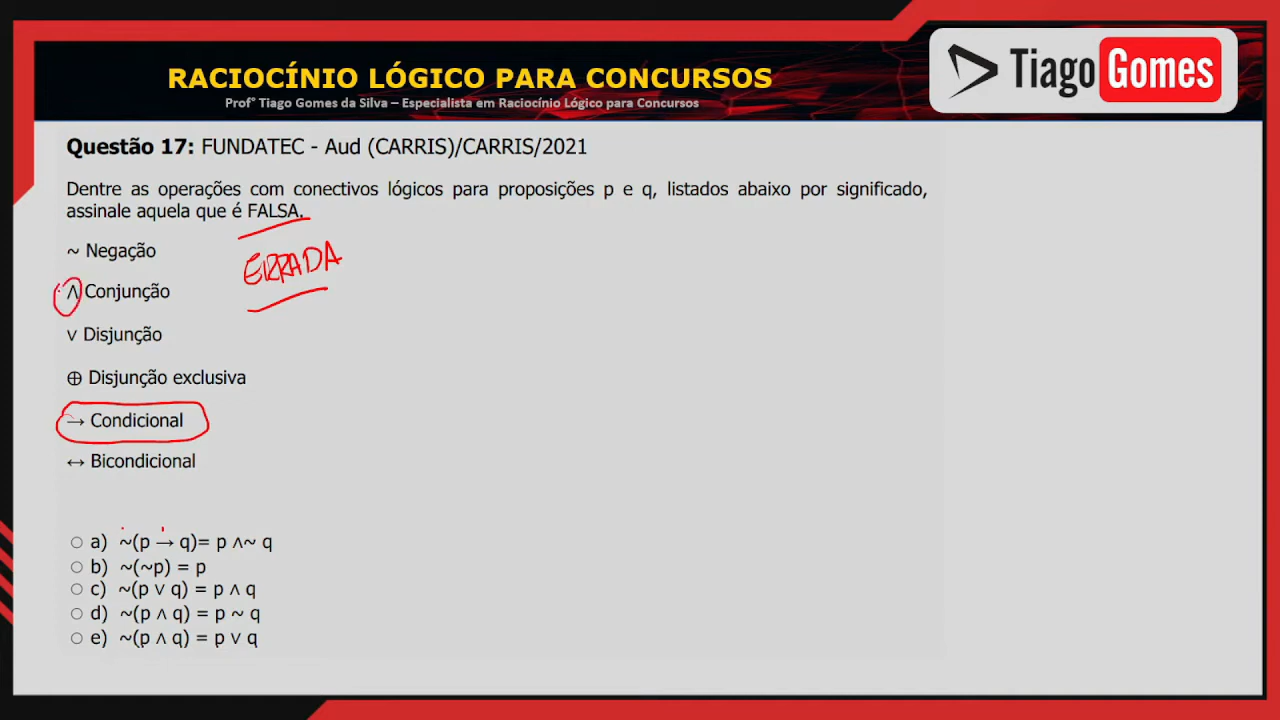 RACIOCÍNIO LÓGICO PARA CONCURSOS
Prof° Tiago Gomes da Silva – Especialista em Raciocínio Lógico para Concursos
Tiago Gomes
Questão 17: FUNDATEC - Aud (CARRIS)/CARRIS/2021
Dentre as operações com conectivos lógicos para proposições p e q, listados abaixo por significado,
assinale aquela que é FALSA.
~ Negação
ERRADA
∧ Conjunção
∨ Disjunção
⊕ Disjunção exclusiva
→ Condicional
↔ Bicondicional
a) ~(p → q)= p ∧~ q
b) ~(~p) = p
c) ~(p ∨ q) = p ∧ q
d) ~(p ∧ q) = p ~ q
e) ~(p ∧ q) = p ∨ q